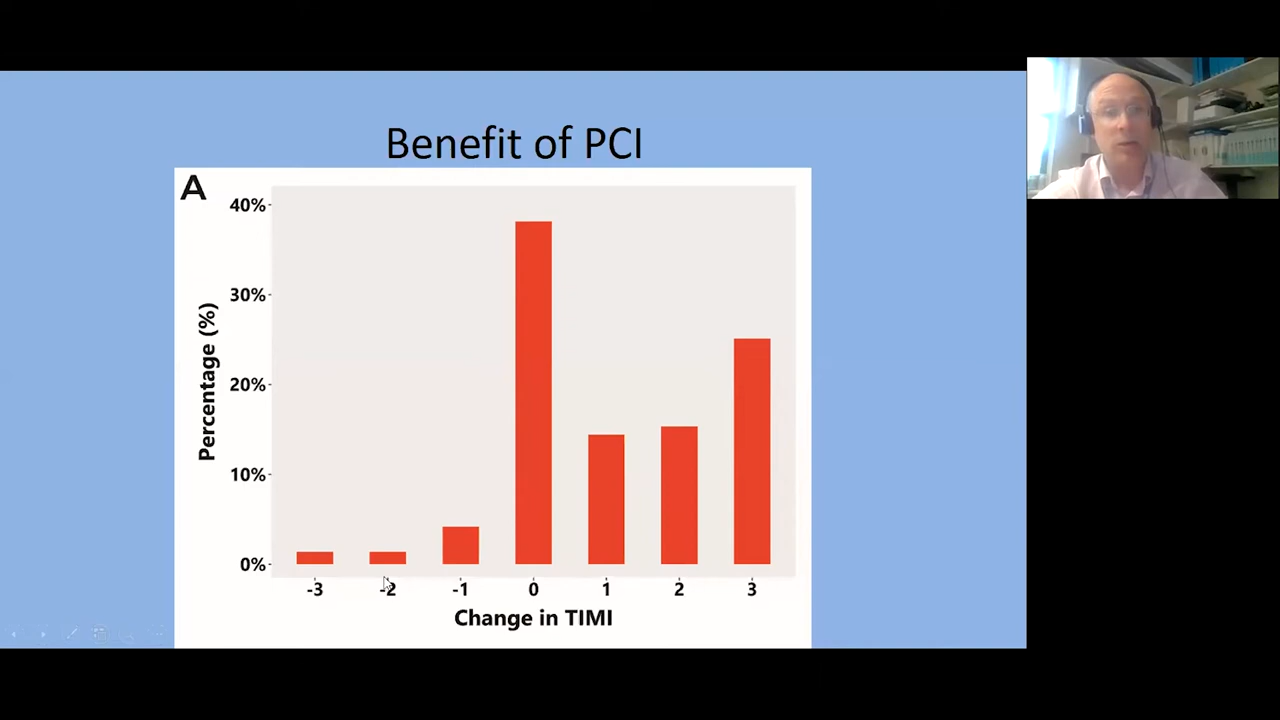 Benefit of PCI
A
40%
30%
20%
10%
0%
Percentage (%)
-3 -2 -1 0 1 2 3
Change in TIMI